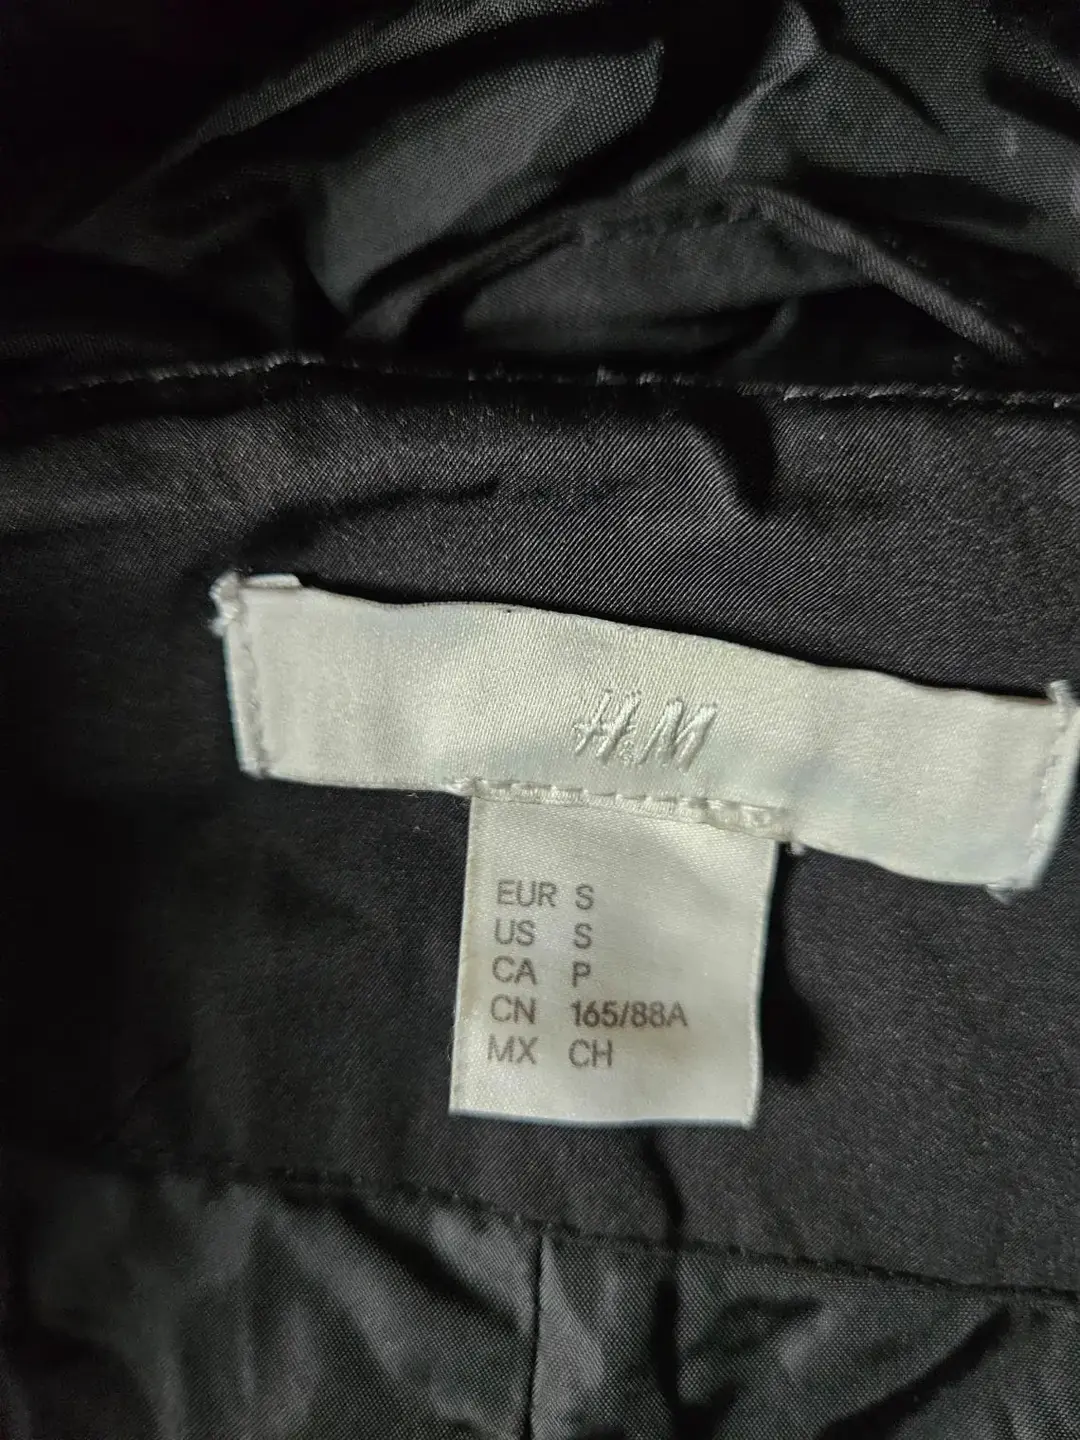 H&M
EUR S
US S
CA P
CN 165/88A
MX CH